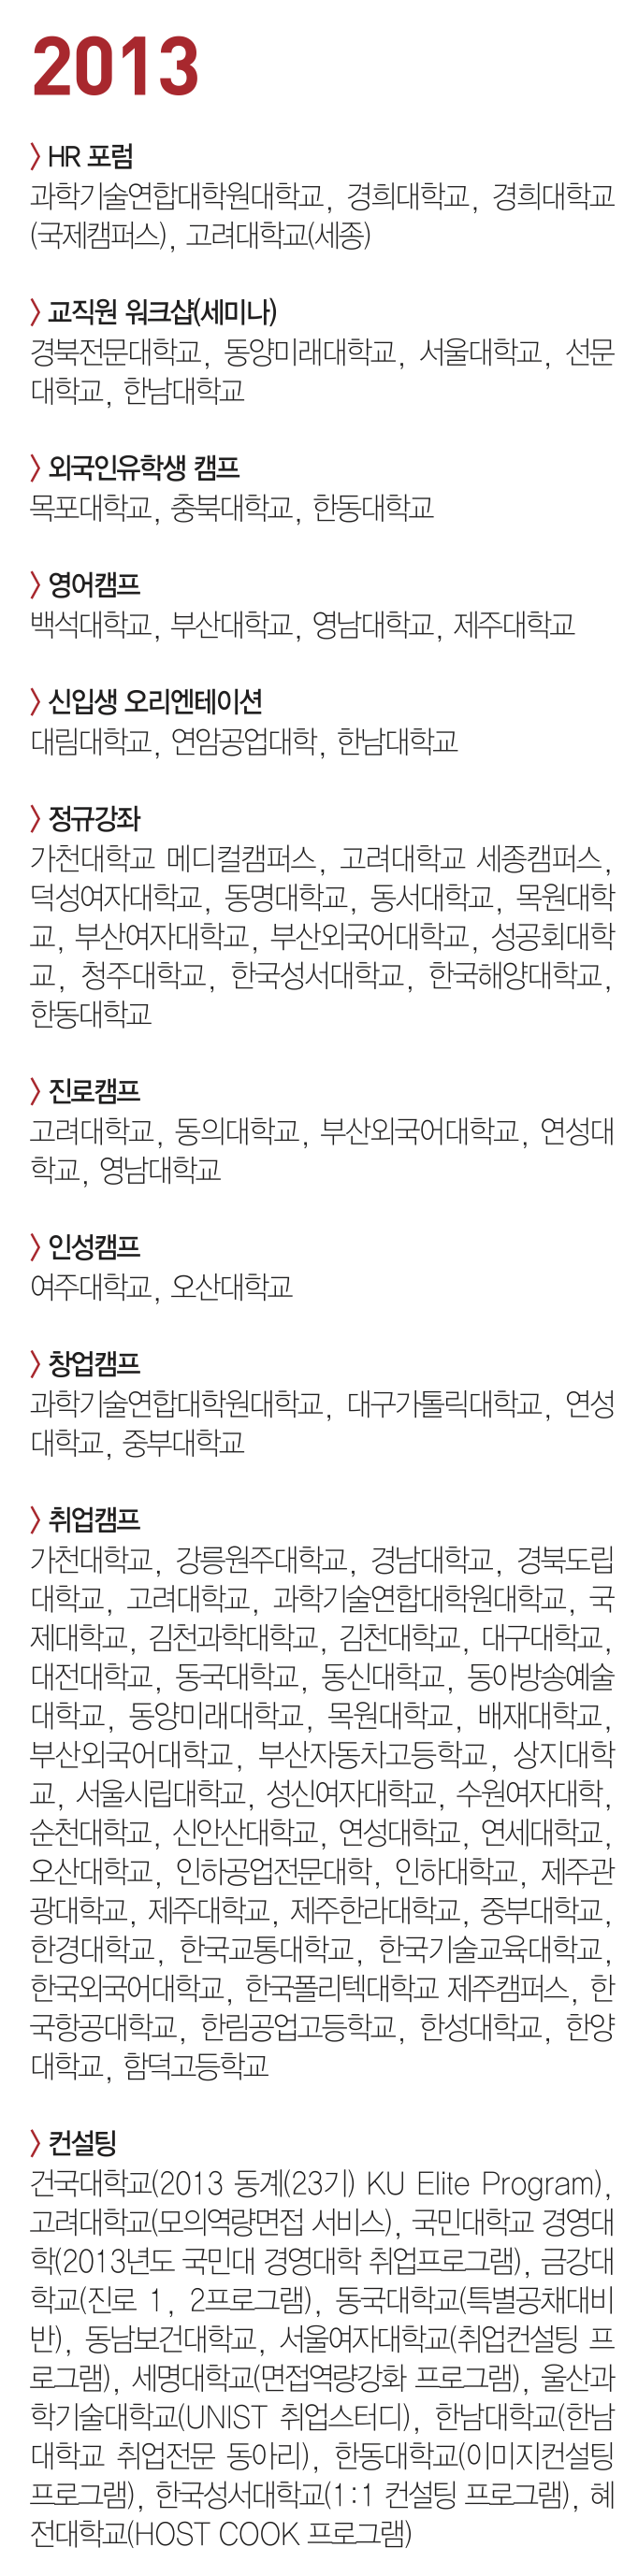 2013
〉HR 포럼
과학기술연합대학원대학교, 경희대학교, 경희대학교
(국제캠퍼스), 고려대학교(세종)
〉교직원 워크샵(세미나)
경북전문대학교, 동양미래대학교, 서울대학교, 선문
대학교, 한남대학교
〉외국인유학생 캠프
목포대학교, 충북대학교, 한동대학교
〉영어캠프
백석대학교, 부산대학교, 영남대학교, 제주대학교
〉신입생 오리엔테이션
대림대학교, 연암공업대학, 한남대학교
〉정규강좌
가천대학교 메디컬캠퍼스, 고려대학교 세종캠퍼스,
덕성여자대학교, 동명대학교, 동서대학교, 목원대학
교, 부산여자대학교, 부산외국어대학교, 성공회대학
교, 청주대학교, 한국성서대학교, 한국해양대학교,
한동대학교
〉진로캠프
고려대학교, 동의대학교, 부산외국어대학교, 연성대
학교, 영남대학교
〉인성캠프
여주대학교, 오산대학교
〉창업캠프
과학기술연합대학원대학교, 대구가톨릭대학교, 연성
대학교, 중부대학교
〉취업캠프
가천대학교, 강릉원주대학교, 경남대학교, 경북도립
대학교, 고려대학교, 과학기술연합대학원대학교, 국
제대학교, 김천과학대학교, 김천대학교, 대구대학교,
대전대학교, 동국대학교, 동신대학교, 동아방송예술
대학교, 동양미래대학교, 목원대학교, 배재대학교,
부산외국어대학교, 부산자동차고등학교, 상지대학
교, 서울시립대학교, 성신여자대학교, 수원여자대학,
순천대학교, 신안산대학교, 연성대학교, 연세대학교,
오산대학교, 인하공업전문대학, 인하대학교, 제주관
광대학교, 제주대학교, 제주한라대학교, 중부대학교,
한경대학교, 한국교통대학교, 한국기술교육대학교,
한국외국어대학교, 한국폴리텍대학교 제주캠퍼스, 한
국항공대학교, 한림공업고등학교, 한성대학교, 한양
대학교, 함덕고등학교
〉컨설팅
건국대학교(2013 동계(23기) KU Elite Program),
고려대학교(모의역량면접 서비스), 국민대학교 경영대
학(2013년도 국민대 경영대학 취업프로그램), 금강대
학교(진로 1, 2프로그램), 동국대학교(특별공채대비
반), 동남보건대학교, 서울여자대학교(취업컨설팅 프
로그램), 세명대학교(면접역량강화 프로그램), 울산과
학기술대학교(UNIST 취업스터디), 한남대학교(한남
대학교 취업전문 동아리), 한동대학교(이미지컨설팅
프로그램), 한국성서대학교(1:1 컨설팅 프로그램), 혜
전대학교(HOST COOK 프로그램)